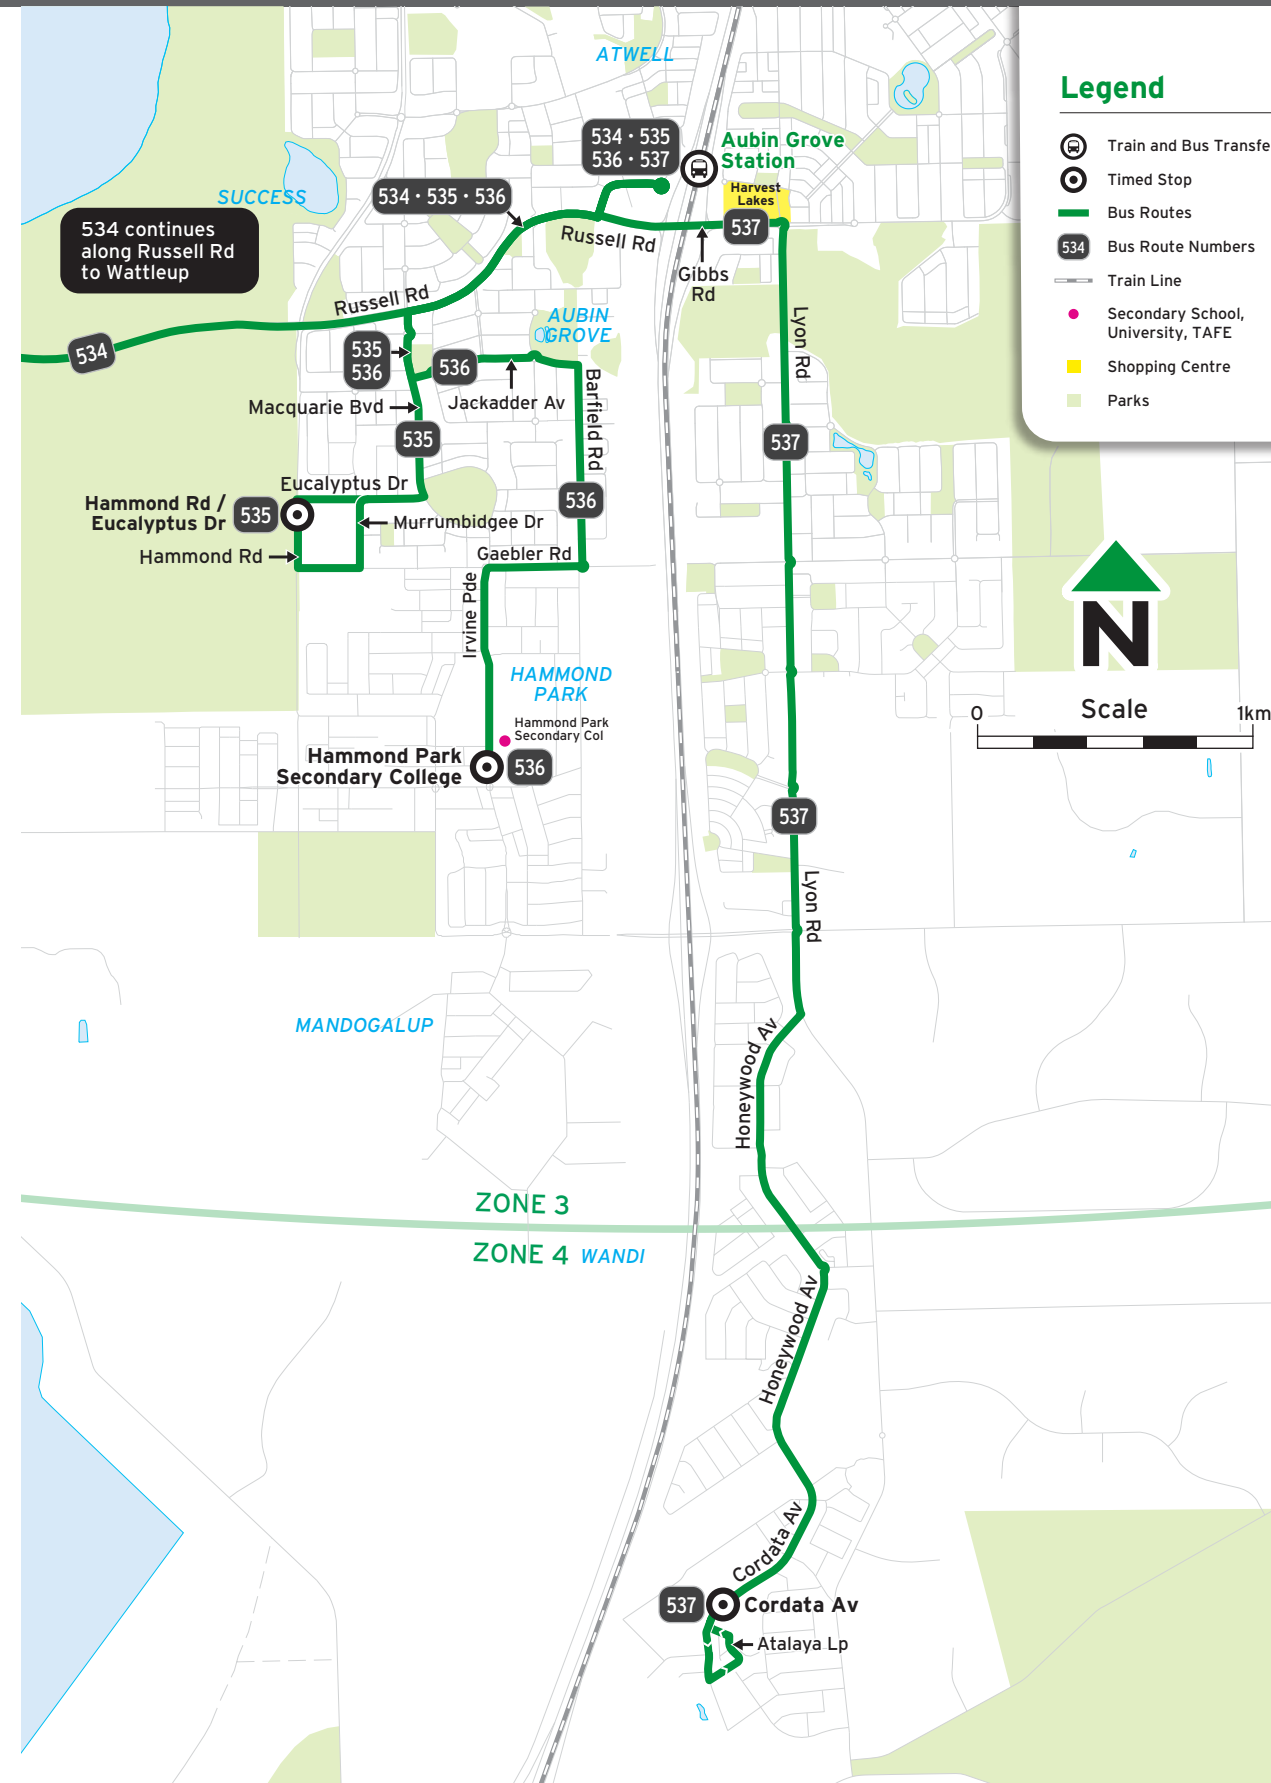 ATWELL
Legend
Train and Bus Transfe
Timed Stop
Bus Routes
534
Bus Route Numbers
Train Line
Secondary School,
University, TAFE
Shopping Centre
Parks
534 · 535
536 · 537
Aubin Grove
Station
Harvest
Lakes
SUCCESS
534 · 535 · 536
534 continues
along Russell Rd
to Wattleup
Russell Rd
537
Gibbs
Rd
Russell Rd
AUBIN
GROVE
Lyon Rd
534
535
536
536
Macquarie Bvd
Jackadder Av
Barfield Rd
535
537
Eucalyptus Dr
Hammond Rd /
Eucalyptus Dr
535
Murrumbidgee Dr
536
Hammond Rd
Gaebler Rd
Irvine Pde
N
HAMMOND
PARK
Scale
0
1km
Hammond Park
Secondary Col
Hammond Park
Secondary College
536
537
Lyon Rd
MANDOGALUP
Honeywood Av
ZONE 3
ZONE 4
WANDI
Honeywood Av
Cordata Av
537
Cordata Av
Atalaya Lp